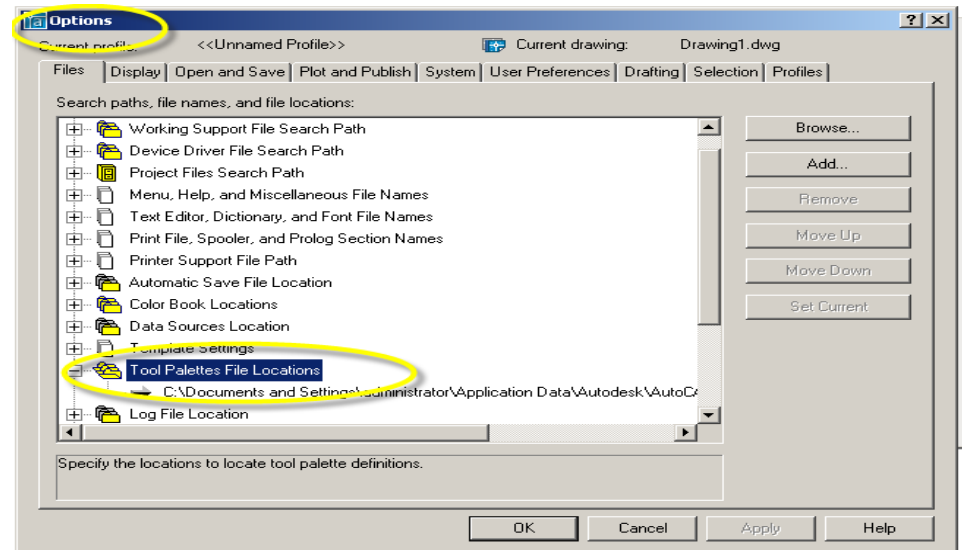 Options
Current profile: <<Unnamed Profile>> Current drawing: Drawing1.dwg
Files Display Open and Save Plot and Publish System User Preferences Drafting Selection Profiles
Search paths, file names, and file locations:
Working Support File Search Path
Device Driver File Search Path
Project Files Search Path
Menu, Help, and Miscellaneous File Names
Text Editor, Dictionary, and Font File Names
Print File, Spooler, and Prolog Section Names
Printer Support File Path
Automatic Save File Location
Color Book Locations
Data Sources Location
Template Settings
Tool Palettes File Locations
C:\Documents and Settings\administrator\Application Data\Autodesk\AutoCA
Log File Location
Browse...
Add...
Remove
Move Up
Move Down
Set Current
Specify the locations to locate tool palette definitions.
OK Cancel Apply Help